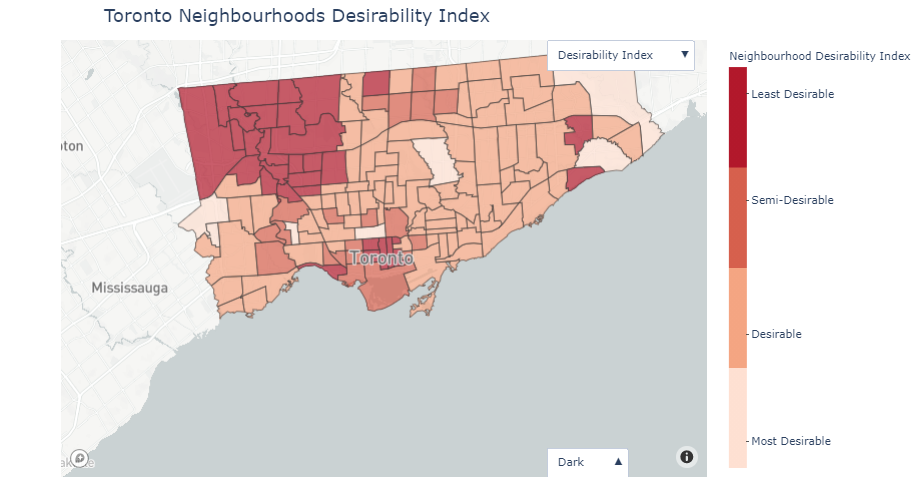 Toronto Neighbourhoods Desirability Index
Desirability Index ▼
Neighbourhood Desirability Index
Least Desirable
Semi-Desirable
Desirable
Most Desirable
Toronto
Mississauga
Dark ▲